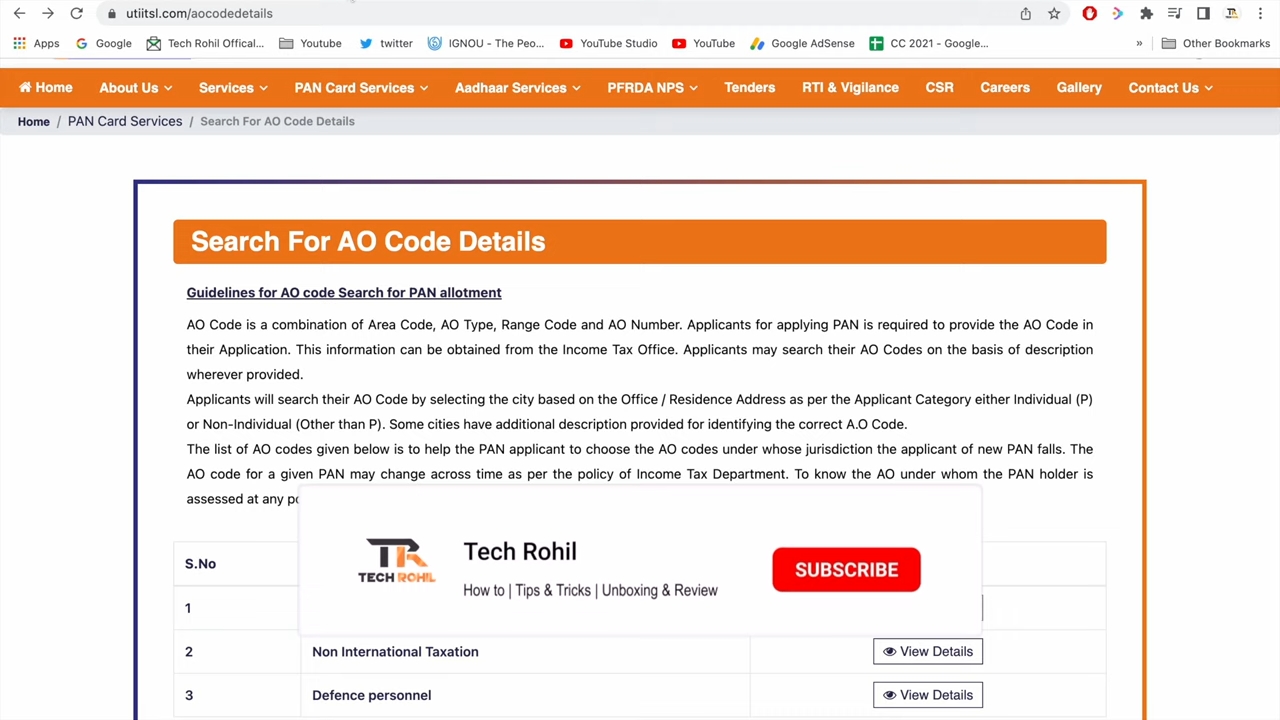 utiitsl.com/aocodedetails
Apps Google Tech Rohil Offical... Youtube twitter IGNOU - The Peo... YouTube Studio YouTube Google AdSense CC 2021 - Google... » Other Bookmarks
Home About Us Services PAN Card Services Aadhaar Services PFRDA NPS Tenders RTI & Vigilance CSR Careers Gallery Contact Us
Home / PAN Card Services / Search For AO Code Details
Search For AO Code Details
Guidelines for AO code Search for PAN allotment
AO Code is a combination of Area Code, AO Type, Range Code and AO Number. Applicants for applying PAN is required to provide the AO Code in
their Application. This information can be obtained from the Income Tax Office. Applicants may search their AO Codes on the basis of description
wherever provided.
Applicants will search their AO Code by selecting the city based on the Office / Residence Address as per the Applicant Category either Individual (P)
or Non-Individual (Other than P). Some cities have additional description provided for identifying the correct A.O Code.
The list of AO codes given below is to help the PAN applicant to choose the AO codes under whose jurisdiction the applicant of new PAN falls. The
AO code for a given PAN may change across time as per the policy of Income Tax Department. To know the AO under whom the PAN holder is
assessed at any
S.No
1
TR
TECH ROHIL
Tech Rohil
How to | Tips & Tricks | Unboxing & Review
SUBSCRIBE
2 Non International Taxation View Details
3 Defence personnel View Details